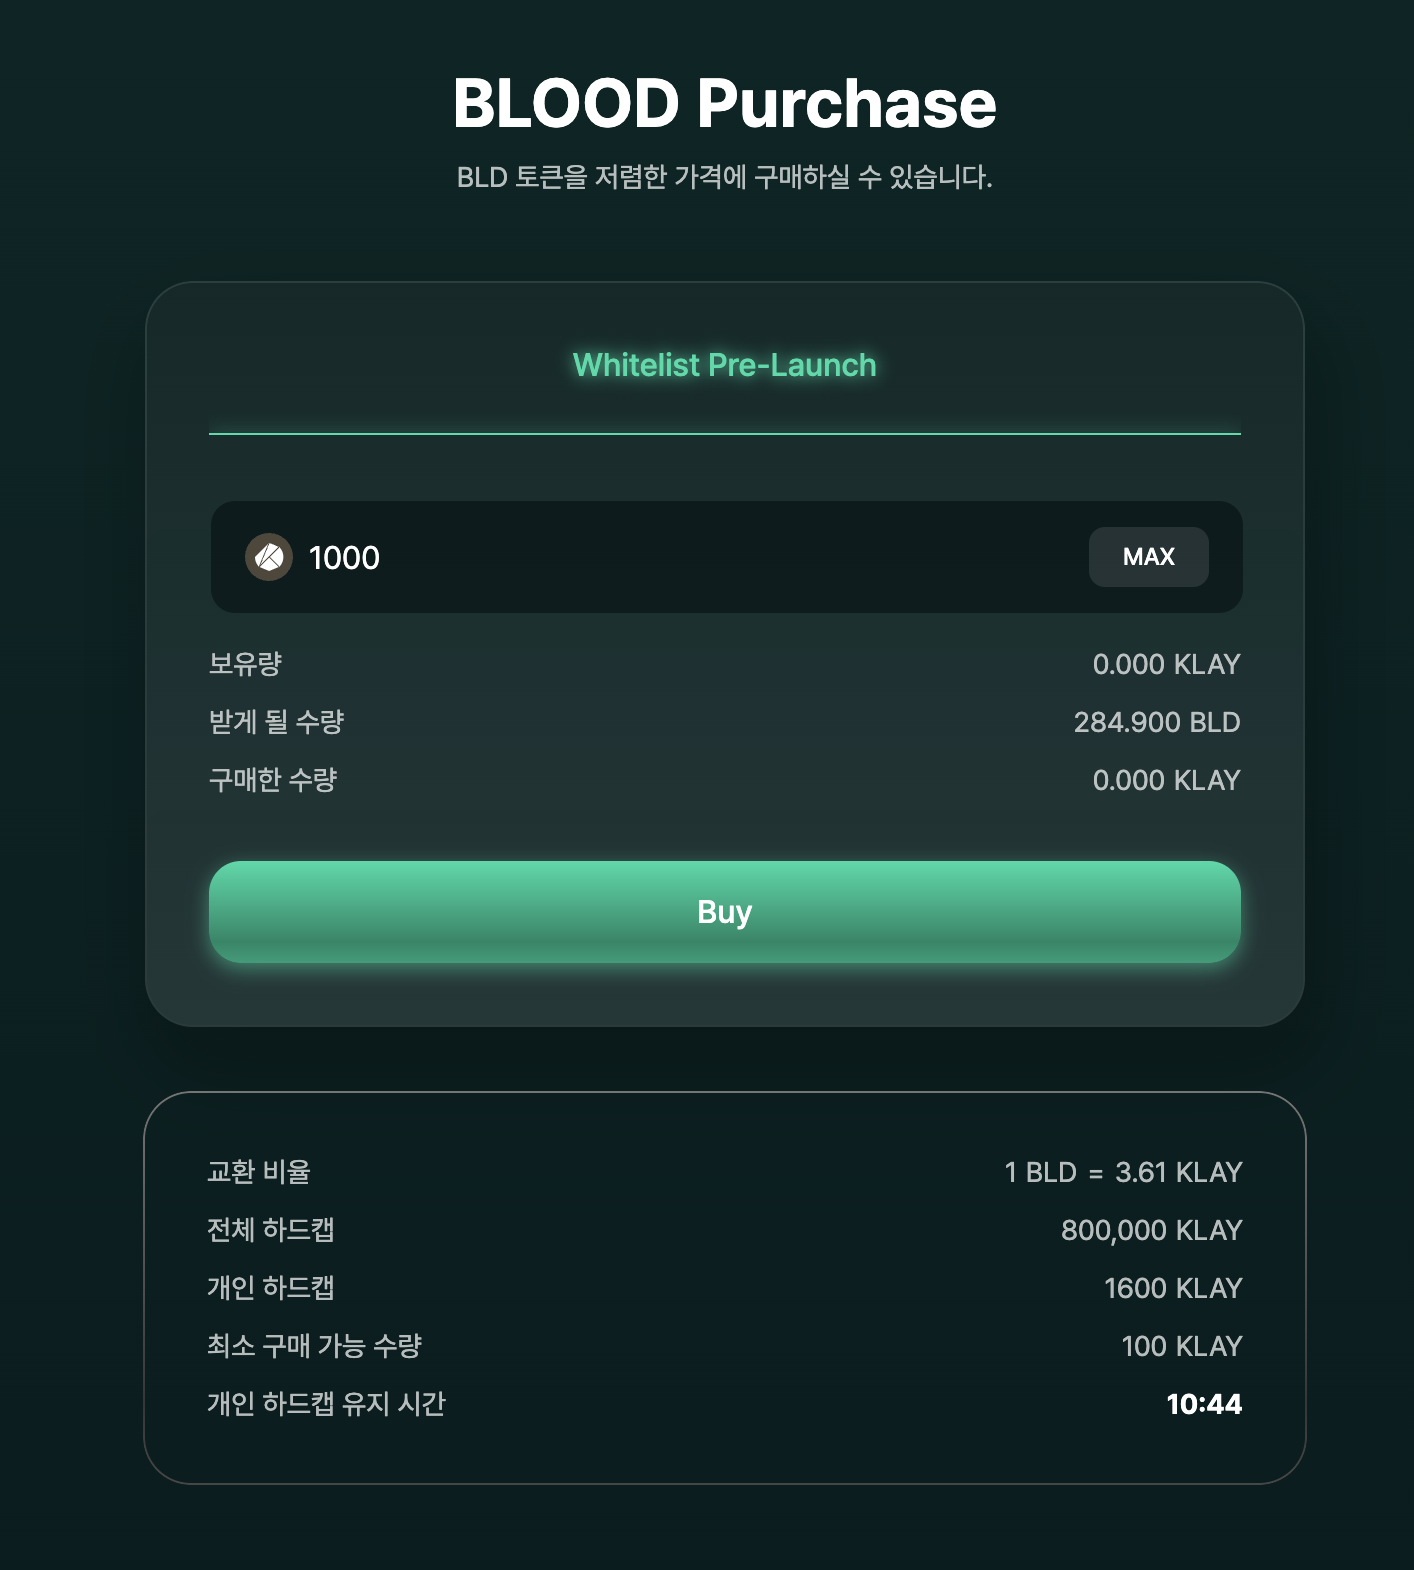 BLOOD Purchase
BLD 토큰을 저렴한 가격에 구매하실 수 있습니다.
Whitelist Pre-Launch
1000 MAX
보유량 0.000 KLAY
받게 될 수량 284.900 BLD
구매한 수량 0.000 KLAY
Buy
교환 비율 1 BLD = 3.61 KLAY
전체 하드캡 800,000 KLAY
개인 하드캡 1600 KLAY
최소 구매 가능 수량 100 KLAY
개인 하드캡 유지 시간 10:44